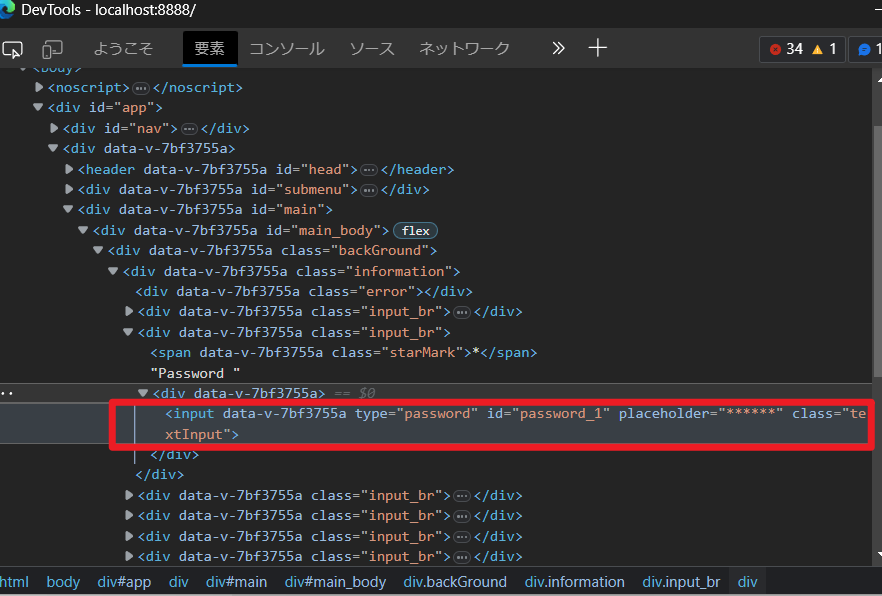 DevTools - localhost:8888/
ようこそ 要素 コンソール ソース ネットワーク 34 1 1
<body>
<noscript>…</noscript>
<div id="app">
<div id="nav">…</div>
<div data-v-7bf3755a>
<header data-v-7bf3755a id="head">…</header>
<div data-v-7bf3755a id="submenu">…</div>
<div data-v-7bf3755a id="main">
<div data-v-7bf3755a id="main_body"> flex
<div data-v-7bf3755a class="backGround">
<div data-v-7bf3755a class="information">
<div data-v-7bf3755a class="error"></div>
<div data-v-7bf3755a class="input_br">…</div>
<div data-v-7bf3755a class="input_br">
<span data-v-7bf3755a class="starMark">*</span>
"Password "
<div data-v-7bf3755a> == $0
<input data-v-7bf3755a type="password" id="password_1" placeholder="******" class="te
xtInput">
</div>
</div>
<div data-v-7bf3755a class="input_br">…</div>
<div data-v-7bf3755a class="input_br">…</div>
<div data-v-7bf3755a class="input_br">…</div>
<div data-v-7bf3755a class="input_br">…</div>
html body div#app div div#main div#main_body div.backGround div.information div.input_br div